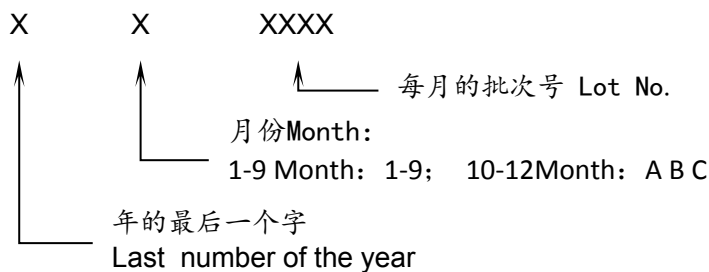 X X XXXX
每月的批次号 Lot No.
月份Month：
1-9 Month：1-9； 10-12Month：A B C
年的最后一个字
Last number of the year